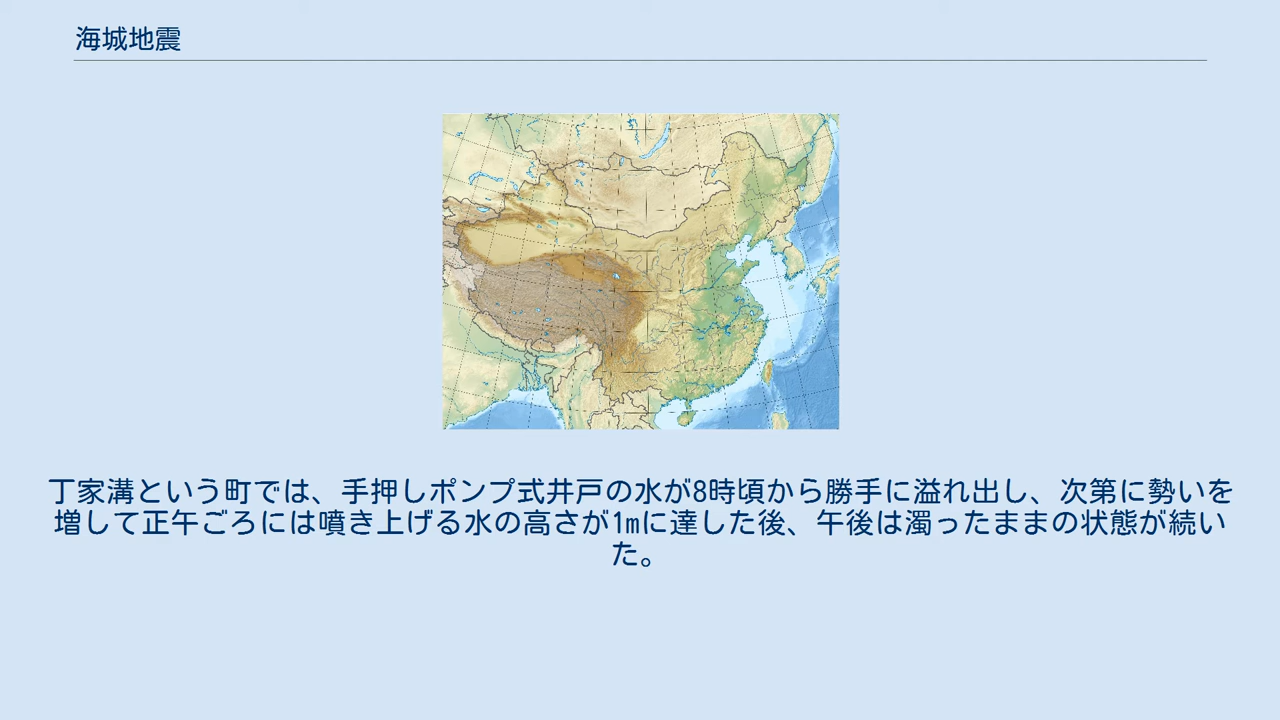 海城地震
丁家溝という町では、手押しポンプ式井戸の水が8時頃から勝手に溢れ出し、次第に勢いを
増して正午ごろには噴き上げる水の高さが1mに達した後、午後は濁ったままの状態が続い
た。